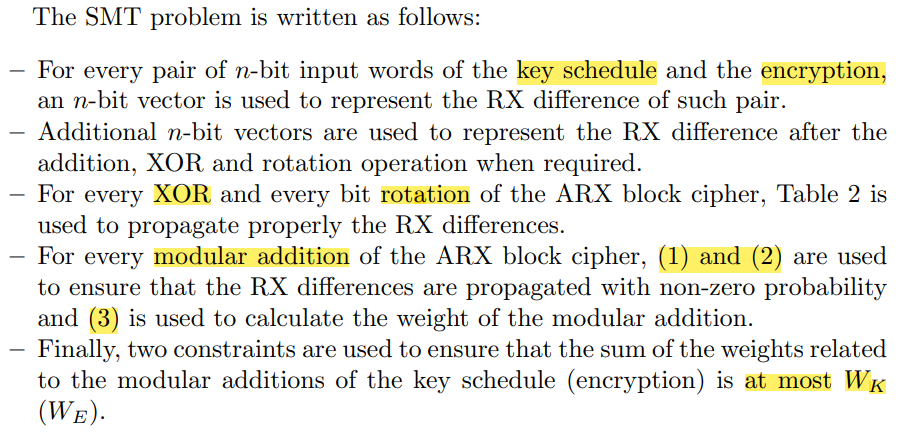 The SMT problem is written as follows:
– For every pair of n-bit input words of the key schedule and the encryption,
an n-bit vector is used to represent the RX difference of such pair.
– Additional n-bit vectors are used to represent the RX difference after the
addition, XOR and rotation operation when required.
– For every XOR and every bit rotation of the ARX block cipher, Table 2 is
used to propagate properly the RX differences.
– For every modular addition of the ARX block cipher, (1) and (2) are used
to ensure that the RX differences are propagated with non-zero probability
and (3) is used to calculate the weight of the modular addition.
– Finally, two constraints are used to ensure that the sum of the weights related
to the modular additions of the key schedule (encryption) is at most W_K
(W_E).